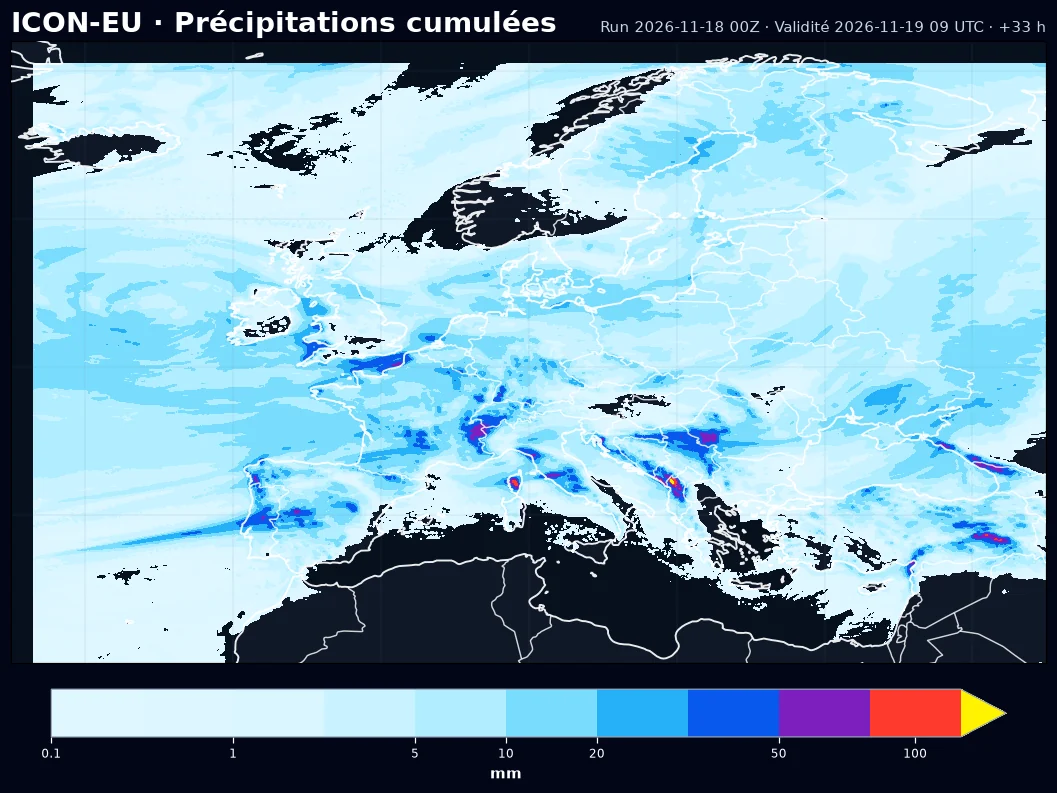 ICON-EU · Précipitations cumulées
Run 2026-11-18 00Z · Validité 2026-11-19 09 UTC · +33 h
0.1 1 5 10 20 50 100
mm